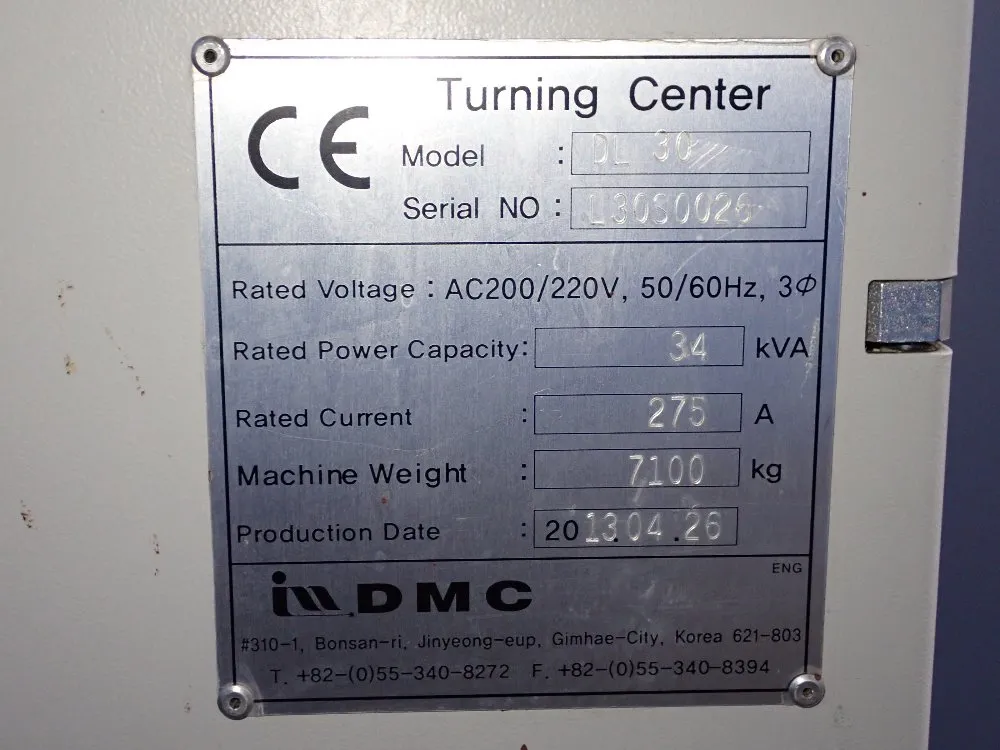 CE
Turning Center
Model : DL 30
Serial NO : L30S0026
Rated Voltage : AC200/220V, 50/60Hz, 3Φ
Rated Power Capacity: 34 kVA
Rated Current : 275 A
Machine Weight : 7100 kg
Production Date : 2013.04.26
ENG
DMC
#310-1, Bonsan-ri, Jinyeong-eup, Gimhae-City, Korea 621-803
T. +82-(0)55-340-8272 F. +82-(0)55-340-8394